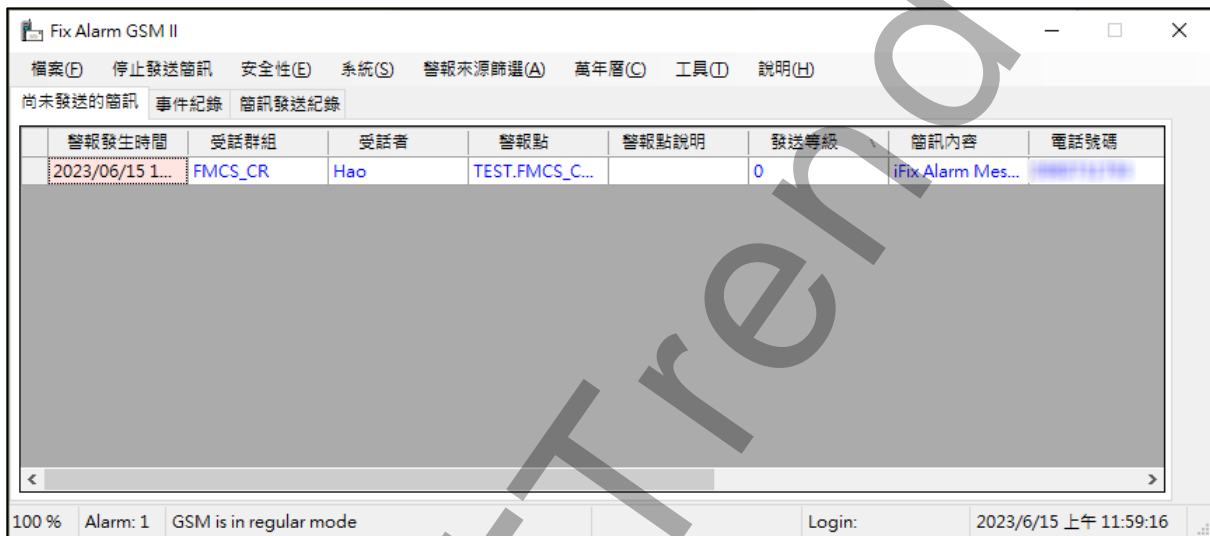 Fix Alarm GSM II
檔案(F) 停止發送簡訊 安全性(E) 系統(S) 警報來源篩選(A) 萬年曆(C) 工具(T) 說明(H)
尚未發送的簡訊 事件紀錄 簡訊發送紀錄
警報發生時間 受話群組 受話者 警報點 警報點說明 發送等級 簡訊內容 電話號碼
2023/06/15 1... FMCS_CR Hao TEST.FMCS_C... 0 iFix Alarm Mes...
100 % Alarm: 1 GSM is in regular mode Login: 2023/6/15 上午 11:59:16
-Trend